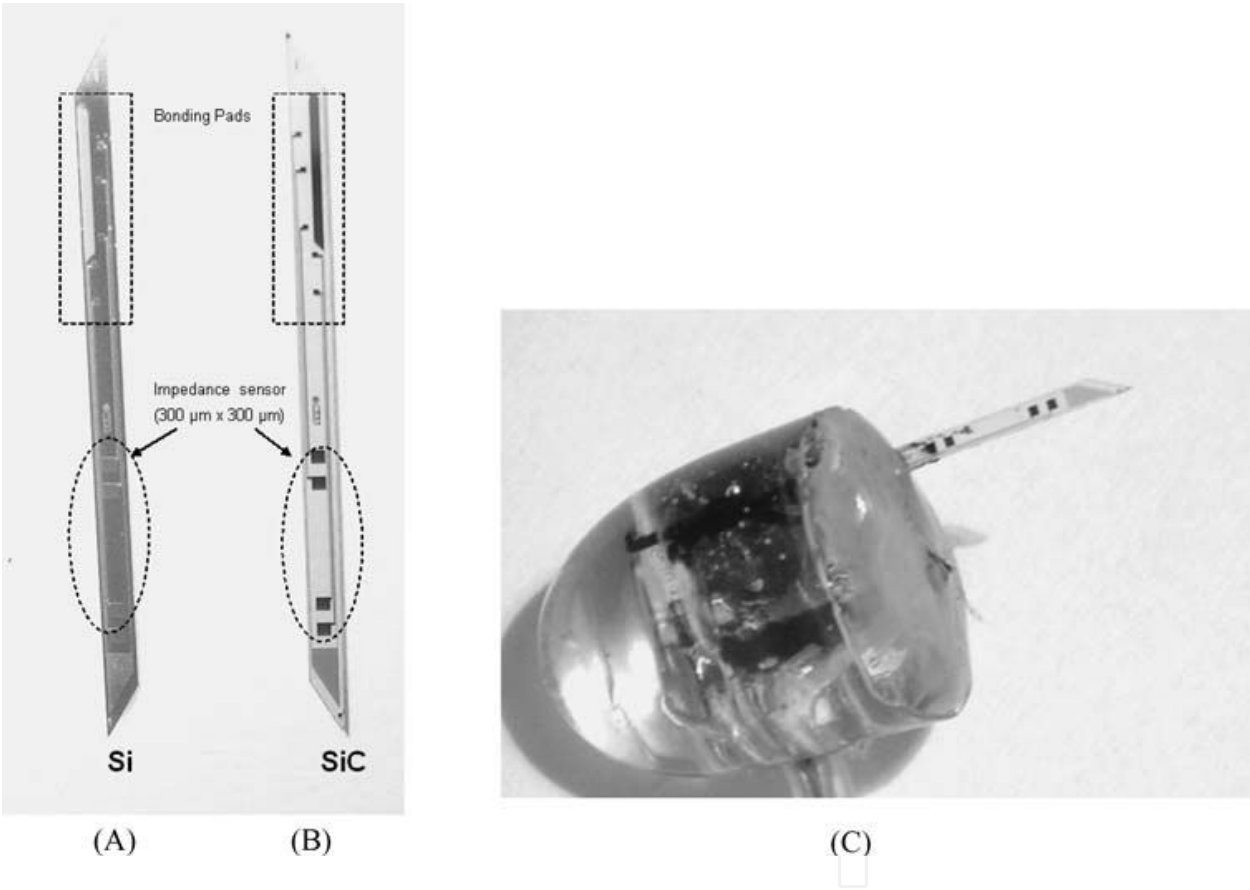 Bonding Pads
Impedance sensor
(300 µm x 300 µm)
Si
SiC
(A)
(B)
(C)